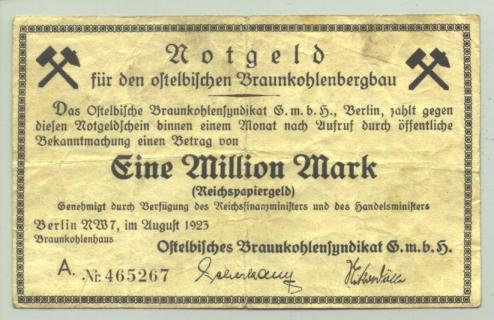 Notgeld
für den ostelbischen Braunkohlenbergbau
Das Ostelbische Braunkohlensyndikat G.m.b.H., Berlin, zahlt gegen
diesen Notgeldschein binnen einem Monat nach Aufruf durch öffentliche
Bekanntmachung einen Betrag von
Eine Million Mark
(Reichspapiergeld)
Genehmigt durch Verfügung des Reichsfinanzministers und des Handelsministers
Berlin NW7, im August 1923
Braunkohlenhaus
Ostelbisches Braunkohlensyndikat G.m.b.H.
A. Nr. 465267